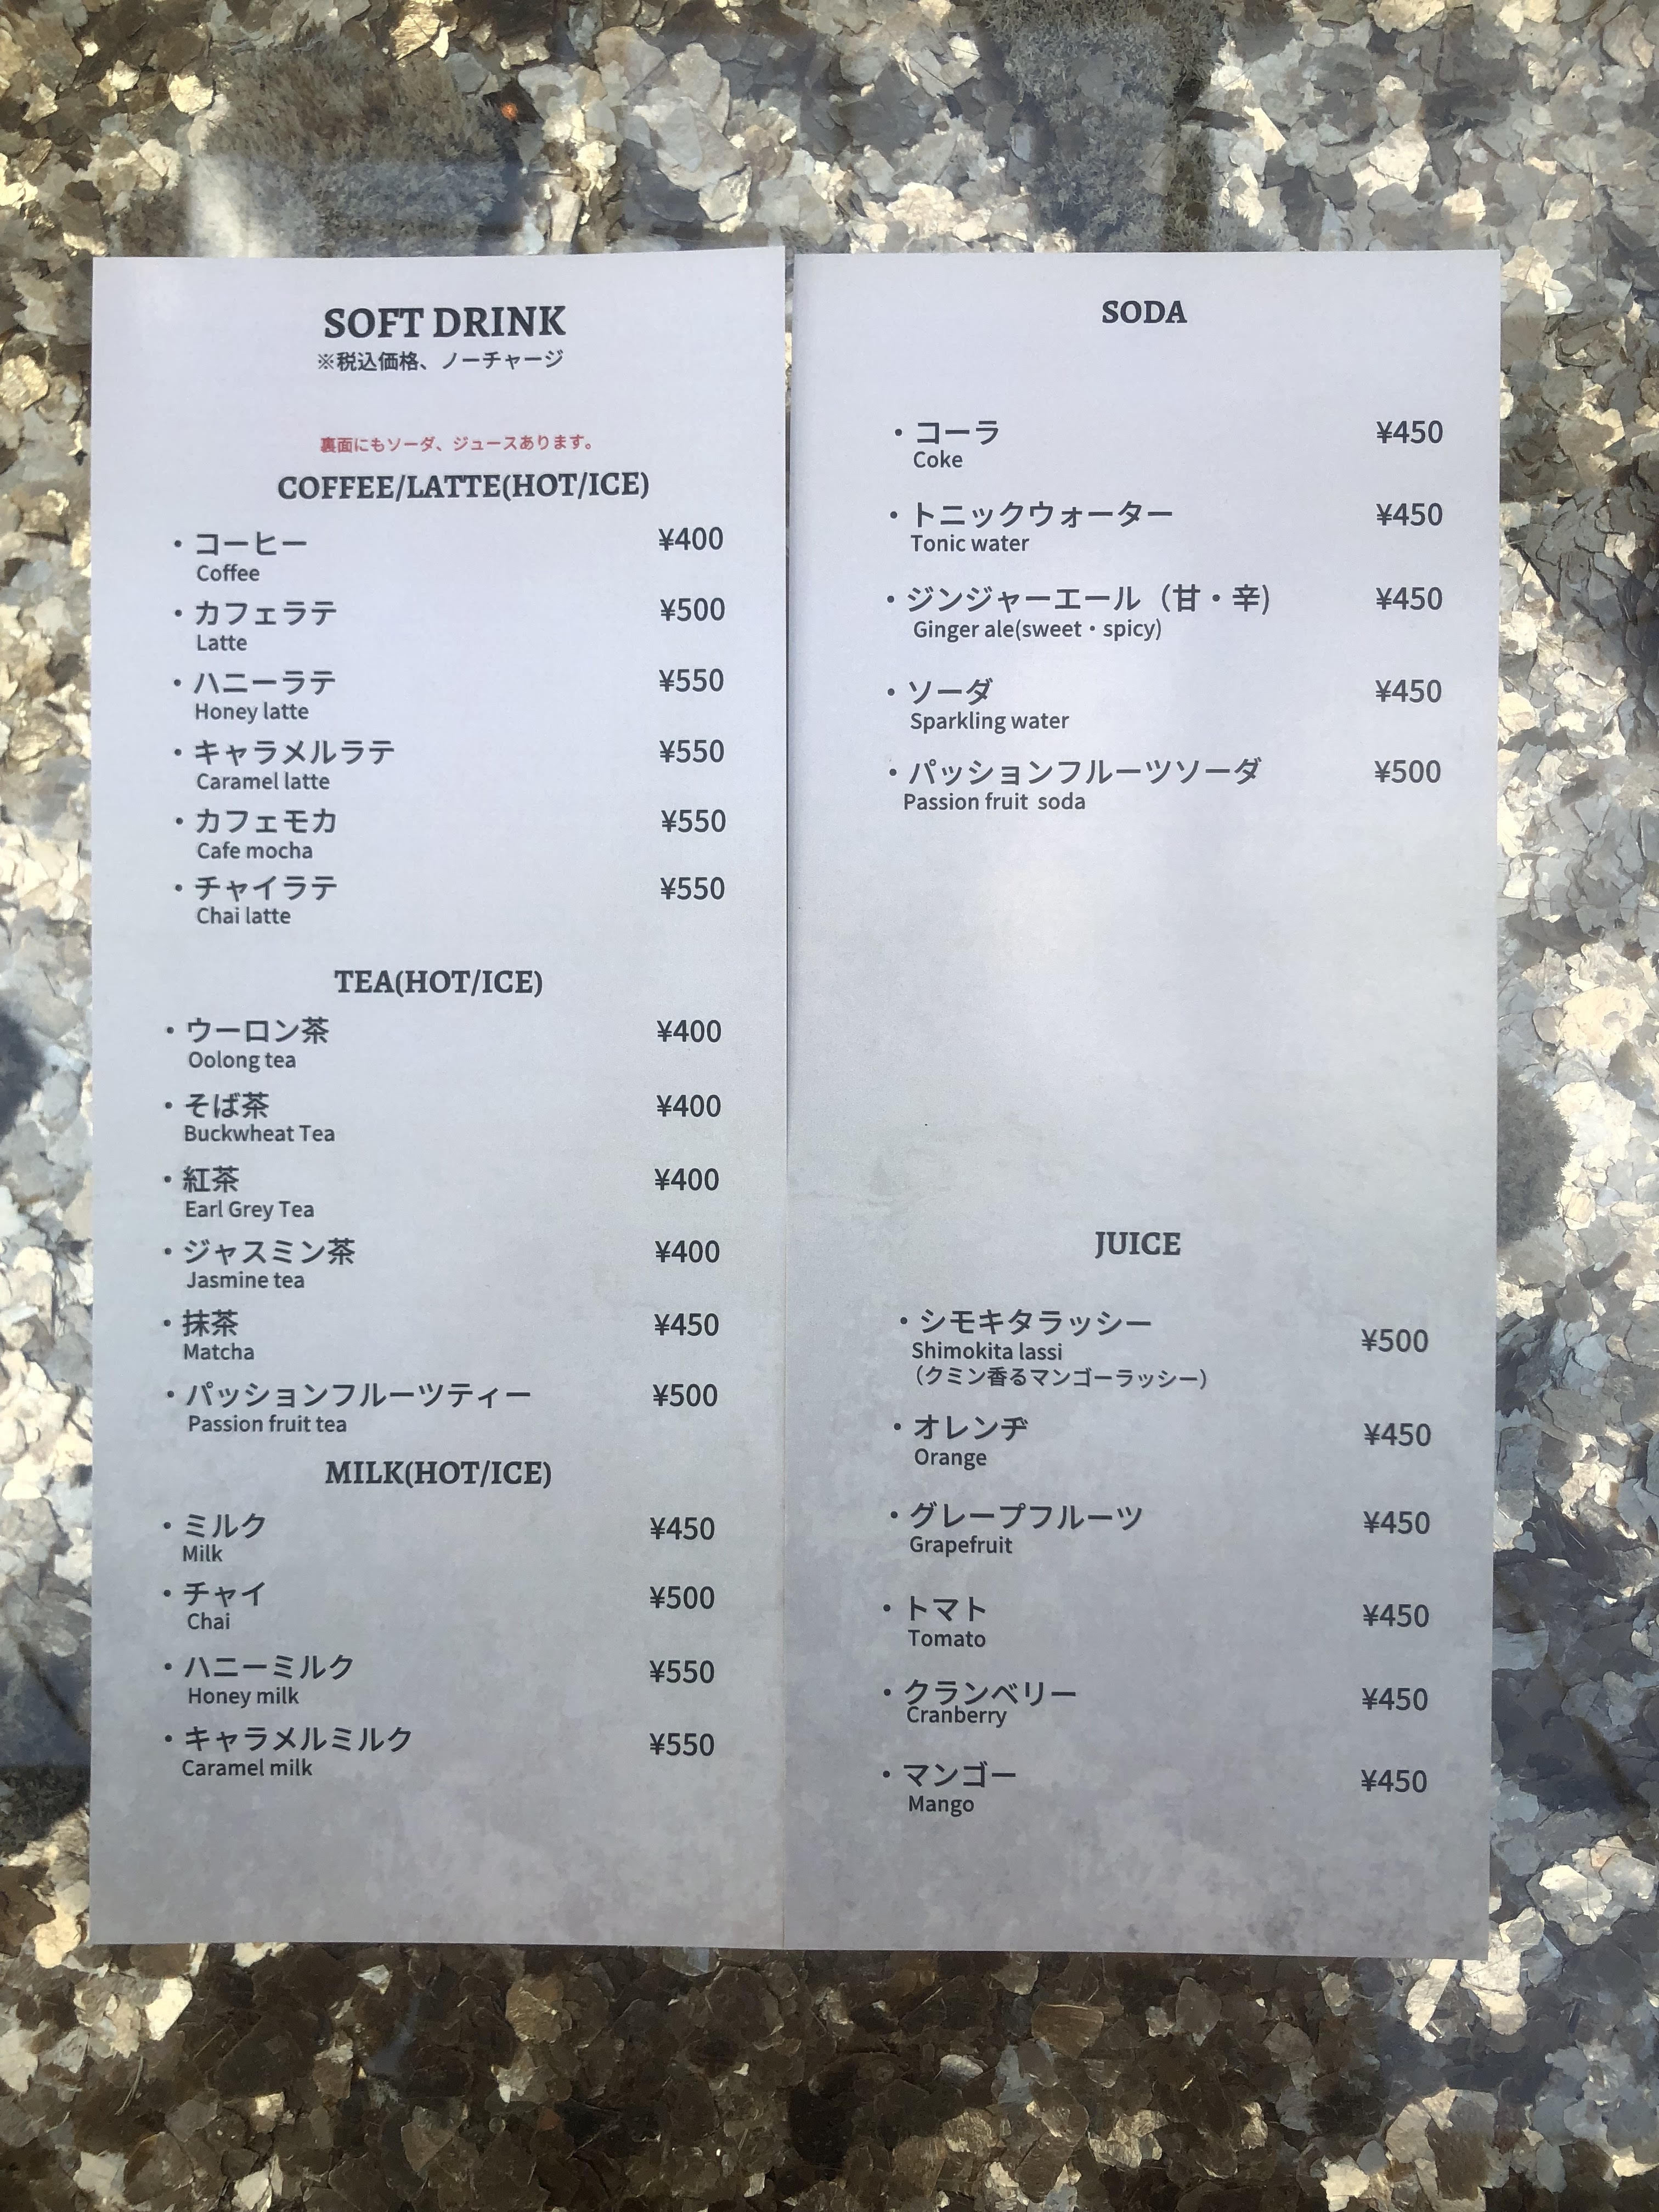 SOFT DRINK
※税込価格、ノーチャージ
裏面にもソーダ、ジュースあります。
COFFEE/LATTE(HOT/ICE)
・コーヒー ¥400
Coffee
・カフェラテ ¥500
Latte
・ハニーラテ ¥550
Honey latte
・キャラメルラテ ¥550
Caramel latte
・カフェモカ ¥550
Cafe mocha
・チャイラテ ¥550
Chai latte
TEA(HOT/ICE)
・ウーロン茶 ¥400
Oolong tea
・そば茶 ¥400
Buckwheat Tea
・紅茶 ¥400
Earl Grey Tea
・ジャスミン茶 ¥400
Jasmine tea
・抹茶 ¥450
Matcha
・パッションフルーツティー ¥500
Passion fruit tea
MILK(HOT/ICE)
・ミルク ¥450
Milk
・チャイ ¥500
Chai
・ハニーミルク ¥550
Honey milk
・キャラメルミルク ¥550
Caramel milk
SODA
・コーラ ¥450
Coke
・トニックウォーター ¥450
Tonic water
・ジンジャーエール（甘・辛) ¥450
Ginger ale(sweet・spicy)
・ソーダ ¥450
Sparkling water
・パッションフルーツソーダ ¥500
Passion fruit soda
JUICE
・シモキタラッシー ¥500
Shimokita lassi
（クミン香るマンゴーラッシー）
・オレンヂ ¥450
Orange
・グレープフルーツ ¥450
Grapefruit
・トマト ¥450
Tomato
・クランベリー ¥450
Cranberry
・マンゴー ¥450
Mango